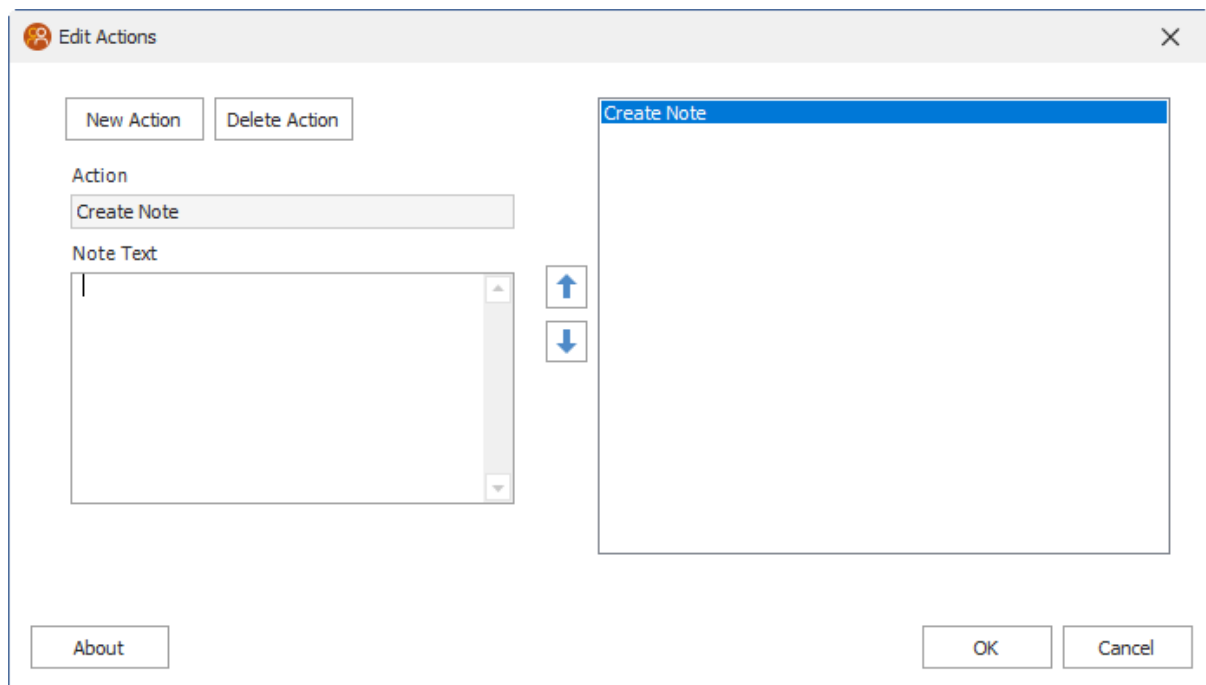 Edit Actions
New Action
Delete Action
Create Note
Action
Create Note
Note Text
About
OK
Cancel